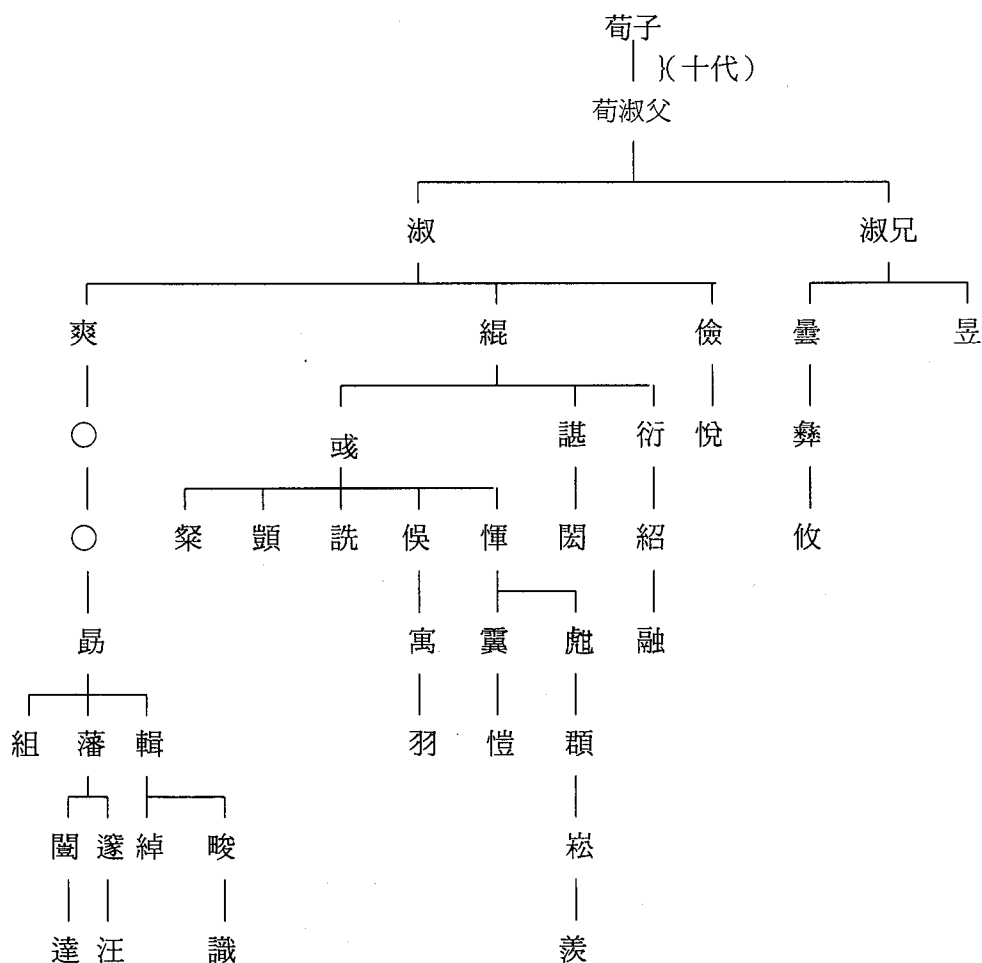 荀子
}(十代)
荀淑父
淑 淑兄
爽 緄 儉 曇 昱
○ 彧 諶 衍 悅 彝
○ 粲 顗 詵 俁 惲 閎 紹 攸
勗 寓 彪 融
組 藩 輯 羽 愷 頵
闓 邃 綽 畯 崧
達 汪 識 羨